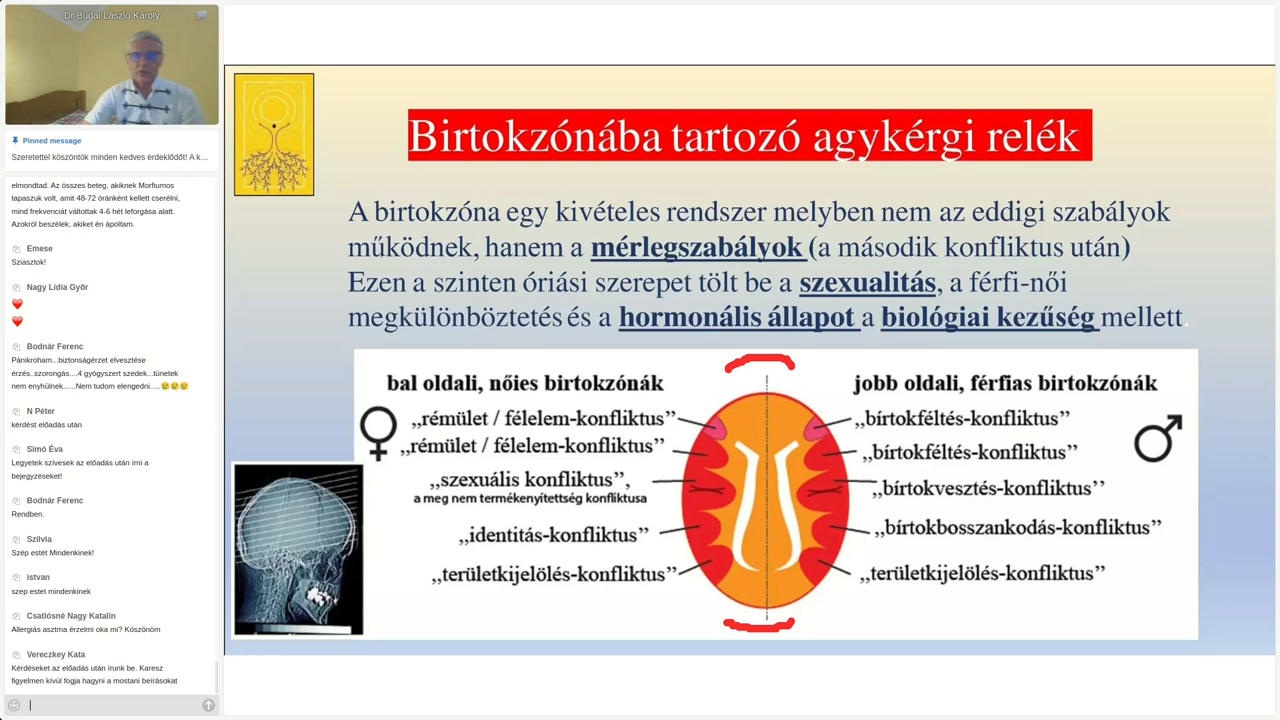 Dr Budai László Károly
Pinned message
Szeretettel köszöntök minden kedves érdeklődőt! A k…
elmondtad. Az összes beteg, akiknek Morfiumos
tapaszuk volt, amit 48-72 óránként kellett cserélni,
mind frekvenciát váltottak 4-6 hét leforgása alatt.
Azokról beszélek, akiket én ápoltam.
Emese
Sziasztok!
Nagy Lídia Győr
Bodnár Ferenc
Pánikroham...biztonságérzet elvesztése
érzés..szorongás....4 gyógyszert szedek...tünetek
nem enyhülnek......Nem tudom elengedni.....
N Péter
kérdést előadás után
Simó Éva
Legyetek szívesek az előadás után írni a
bejegyzéseket!
Bodnár Ferenc
Rendben.
Szilvia
Szép estét Mindenkinek!
istvan
szep estet mindenkinek
Csatlósné Nagy Katalin
Allergiás asztma érzelmi oka mi? Köszönöm
Vereczkey Kata
Kérdéseket az előadás után írunk be. Karesz
figyelmen kívül fogja hagyni a mostani beírásokat
Birtokzónába tartozó agykérgi relék
A birtokzóna egy kivételes rendszer melyben nem az eddigi szabályok
működnek, hanem a mérlegszabályok (a második konfliktus után)
Ezen a szinten óriási szerepet tölt be a szexualitás, a férfi-női
megkülönböztetés és a hormonális állapot a biológiai kezűség mellett.
bal oldali, nőies birtokzónák
,,rémület / félelem-konfliktus”
,,rémület / félelem-konfliktus”
,,szexuális konfliktus”,
a meg nem termékenyítettség konfliktusa
,,identitás-konfliktus”
,,területkijelölés-konfliktus”
jobb oldali, férfias birtokzónák
,,bírtokféltés-konfliktus”
,,bírtokféltés-konfliktus”
,,bírtokvesztés-konfliktus’’
,,bírtokbosszankodás-konfliktus”
,,területkijelölés-konfliktus”